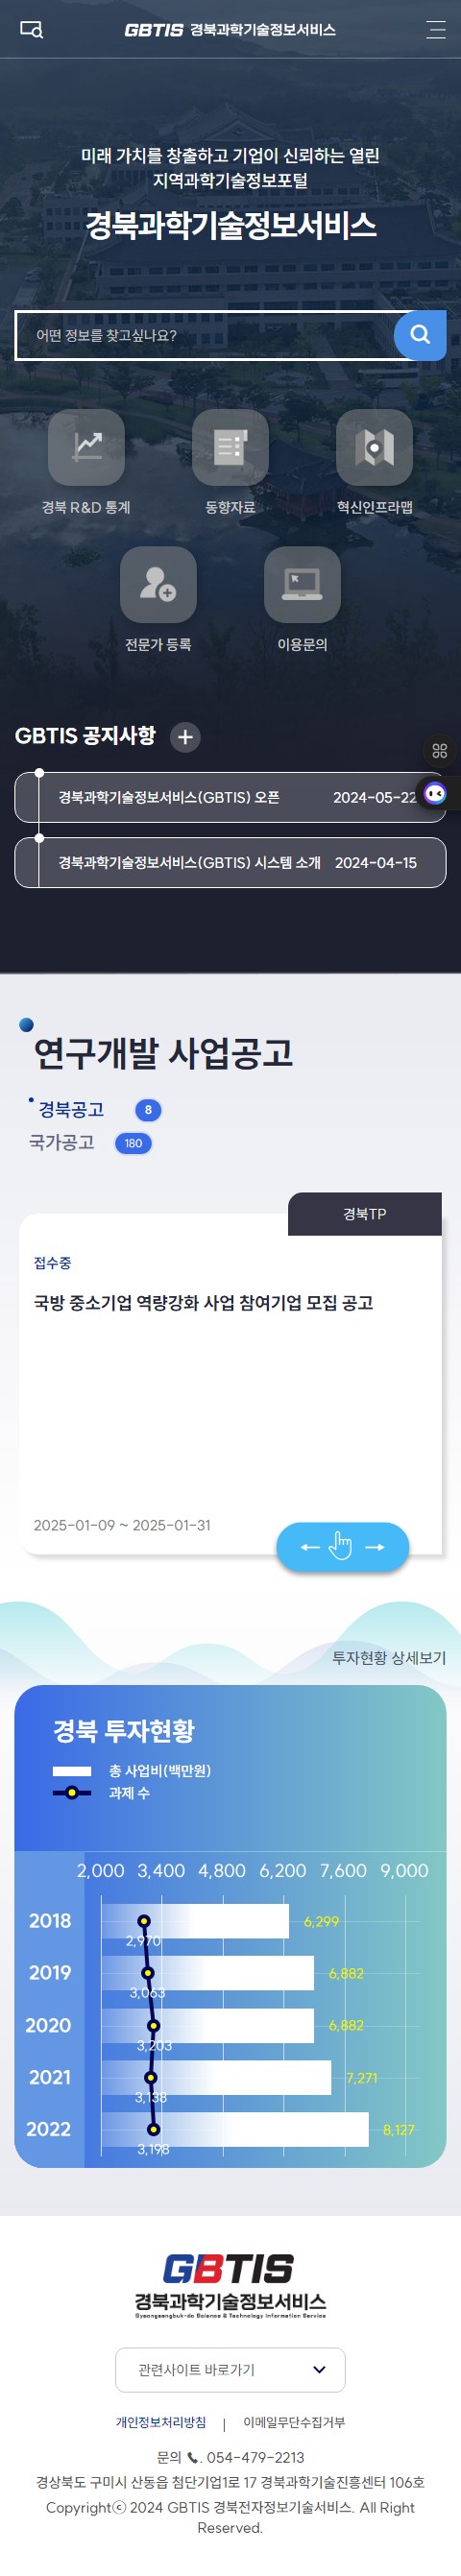 GBTIS 경북과학기술정보서비스
미래 가치를 창출하고 기업이 신뢰하는 열린
지역과학기술정보포털
경북과학기술정보서비스
어떤 정보를 찾고싶나요?
경북 R&D 통계
동향자료
혁신인프라맵
전문가 등록
이용문의
GBTIS 공지사항
경북과학기술정보서비스(GBTIS) 오픈 2024-05-22
경북과학기술정보서비스(GBTIS) 시스템 소개 2024-04-15
연구개발 사업공고
경북공고 8
국가공고 180
경북TP
접수중
국방 중소기업 역량강화 사업 참여기업 모집 공고
2025-01-09 ~ 2025-01-31
투자현황 상세보기
경북 투자현황
총 사업비(백만원)
과제 수
2,000 3,400 4,800 6,200 7,600 9,000
2018 6,299
2,970
2019 6,882
3,063
2020 6,882
3,203
2021 7,271
3,138
2022 8,127
3,198
GBTIS
경북과학기술정보서비스
Gyeongsangbuk-do Science & Technology Information Service
관련사이트 바로가기
개인정보처리방침 | 이메일무단수집거부
문의 . 054-479-2213
경상북도 구미시 산동읍 첨단기업1로 17 경북과학기술진흥센터 106호
Copyrightⓒ 2024 GBTIS 경북전자정보기술서비스. All Right
Reserved.